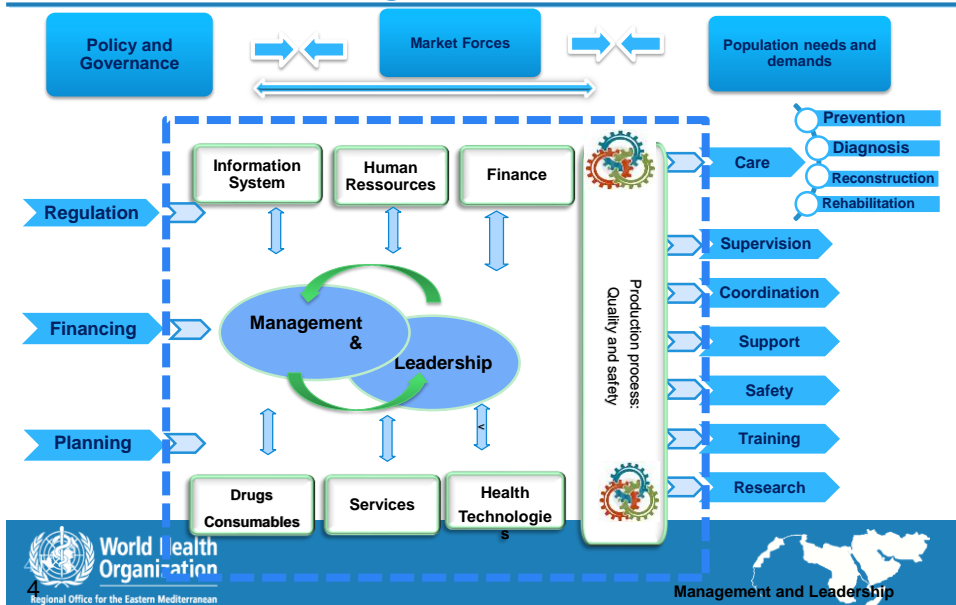 Policy and
Governance
Market Forces
Population needs and
demands
Information
System
Human
Ressources
Finance
Regulation
Financing
Planning
Management
&
Leadership
<
Drugs
Consumables
Services
Health
Technologie
s
Production process:
Quality and safety
Care
Prevention
Diagnosis
Reconstruction
Rehabilitation
Supervision
Coordination
Support
Safety
Training
Research
World Health
Organization
Regional Office for the Eastern Mediterranean
4
Management and Leadership